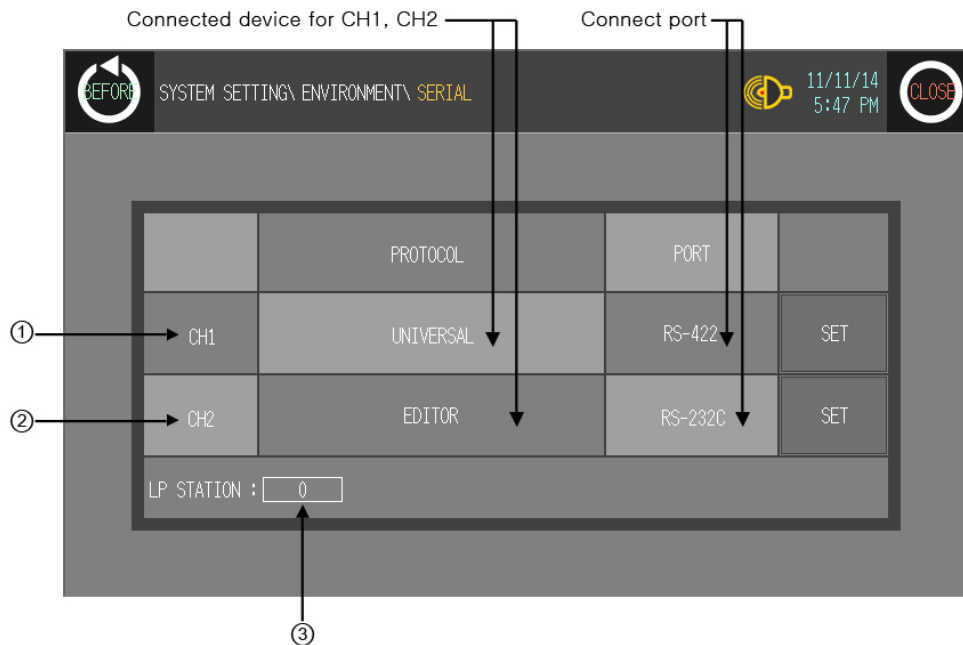 Connected device for CH1, CH2
Connect port
BEFORE
SYSTEM SETTING\ ENVIRONMENT\ SERIAL
11/11/14
5:47 PM
CLOSE
PROTOCOL PORT
① CH1 UNIVERSAL RS-422 SET
② CH2 EDITOR RS-232C SET
LP STATION : 0
③